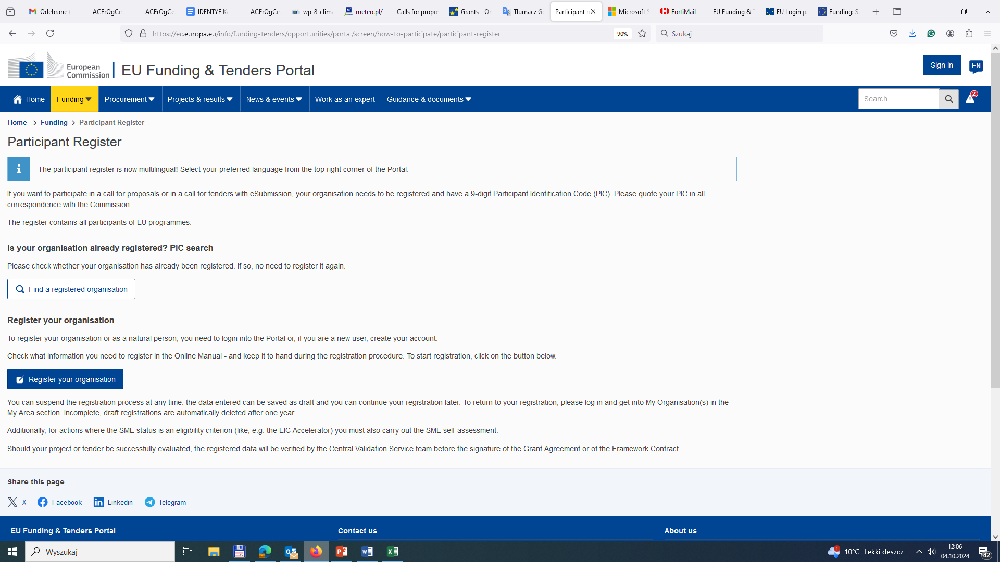 Odebrane
ACFrOgCe
ACFrOgCe
IDENTYFIK
ACFrOgCe
wp-8-clim
meteo.pl/
Calls for propo
Grants - Or
Tłumacz Go
Participant r
Microsoft S
FortiMail
EU Funding &
EU Login p
Funding: S
https://ec.europa.eu/info/funding-tenders/opportunities/portal/screen/how-to-participate/participant-register
90%
Szukaj
European
Commission
EU Funding & Tenders Portal
Sign in
EN
Home
Funding
Procurement
Projects & results
News & events
Work as an expert
Guidance & documents
Search...
2
Home
Funding
Participant Register
Participant Register
The participant register is now multilingual! Select your preferred language from the top right corner of the Portal.
If you want to participate in a call for proposals or in a call for tenders with eSubmission, your organisation needs to be registered and have a 9-digit Participant Identification Code (PIC). Please quote your PIC in all
correspondence with the Commission.
The register contains all participants of EU programmes.
Is your organisation already registered? PIC search
Please check whether your organisation has already been registered. If so, no need to register it again.
Find a registered organisation
Register your organisation
To register your organisation or as a natural person, you need to login into the Portal or, if you are a new user, create your account.
Check what information you need to register in the Online Manual - and keep it to hand during the registration procedure. To start registration, click on the button below.
Register your organisation
You can suspend the registration process at any time: the data entered can be saved as draft and you can continue your registration later. To return to your registration, please log in and get into My Organisation(s) in the
My Area section. Incomplete, draft registrations are automatically deleted after one year.
Additionally, for actions where the SME status is an eligibility criterion (like, e.g. the EIC Accelerator) you must also carry out the SME self-assessment.
Should your project or tender be successfully evaluated, the registered data will be verified by the Central Validation Service team before the signature of the Grant Agreement or of the Framework Contract.
Share this page
X
Facebook
Linkedin
Telegram
EU Funding & Tenders Portal
Contact us
About us
Wyszukaj
1
10°C Lekki deszcz
12:06
04.10.2024
42